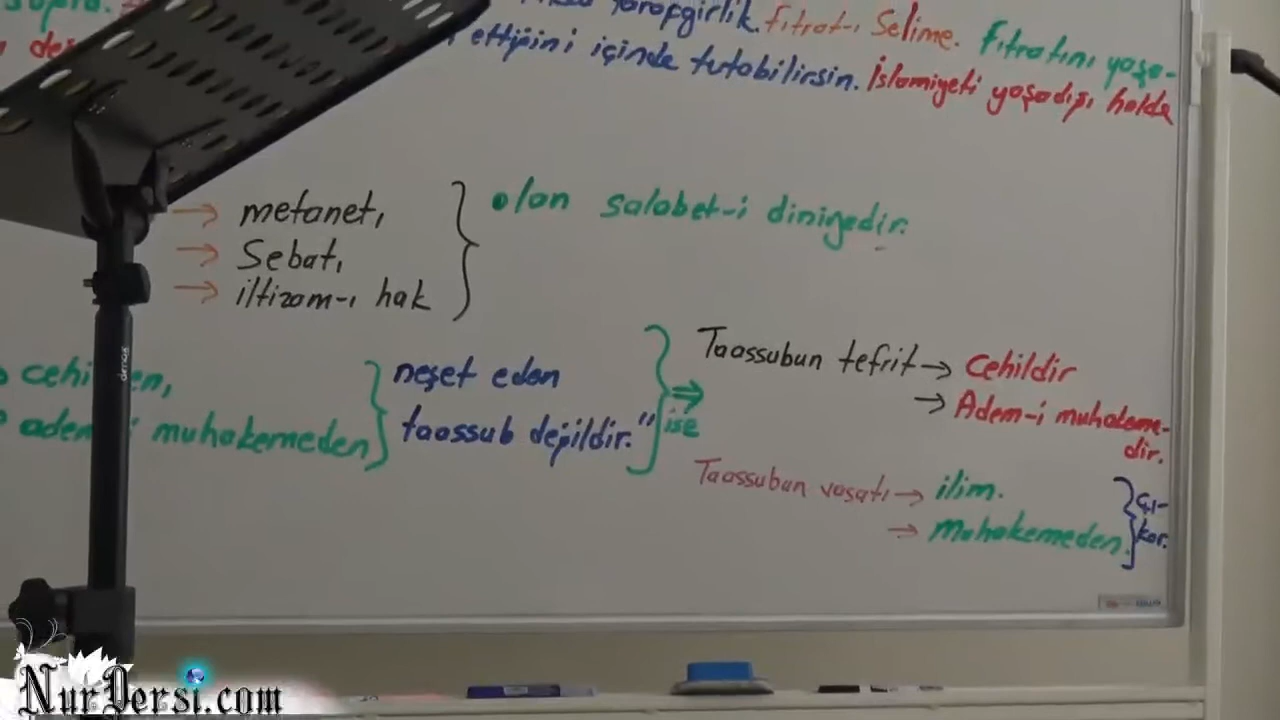 tarafgirlik. Fıtrat-ı Selime. Fıtratını yaşa-
ettiğini içinde tutabilirsin. İslamiyeti yaşadığı halde
→ metanet,
→ Sebat,
→ iltizam-ı hak
} olan salabet-i diniyedir.
cehilden,
adem-i muhakemeden
} neşet eden
taassub değildir."
} ⇒ ise
Taassubun tefrit → Cehildir
→ Adem-i muhakeme-
dir.
Taassubun vasatı → ilim.
→ Muhakemeden.
} çı-
kar.
NurDersi.com